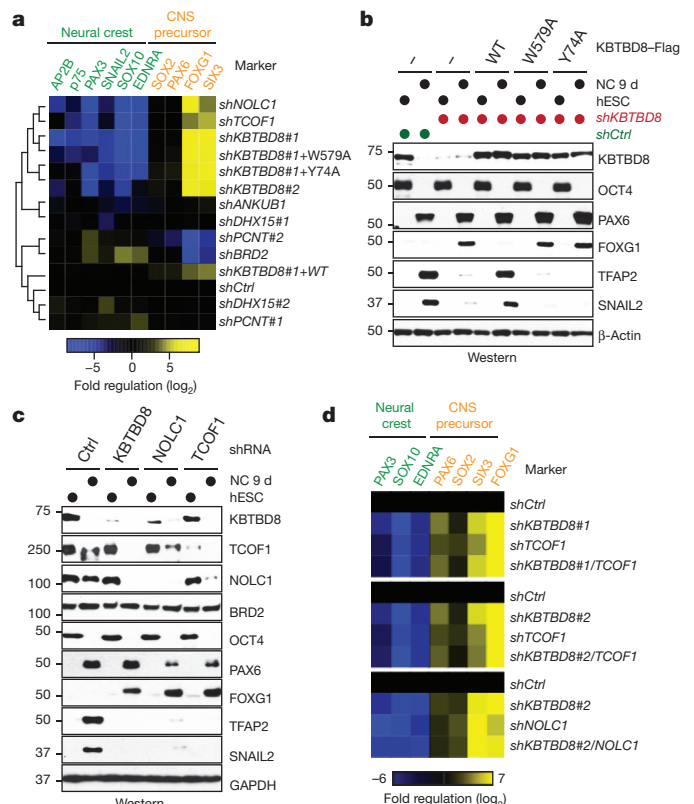 a
Neural crest
CNS precursor
AP2B
p75
PAX3
SNAIL2
SOX10
EDNRA
SOX2
PAX6
FOXG1
SIX3
Marker
shNOLC1
shTCOF1
shKBTBD8#1
shKBTBD8#1+W579A
shKBTBD8#1+Y74A
shKBTBD8#2
shANKUB1
shDHX15#1
shPCNT#2
shBRD2
shKBTBD8#1+WT
shCtrl
shDHX15#2
shPCNT#1
−5 0 5
Fold regulation (log2)
b
– – WT W579A Y74A KBTBD8–Flag
NC 9 d
hESC
shKBTBD8
shCtrl
75 KBTBD8
50 OCT4
50 PAX6
50 FOXG1
TFAP2
37 SNAIL2
50 β-Actin
Western
c
Ctrl KBTBD8 NOLC1 TCOF1 shRNA
NC 9 d
hESC
75 KBTBD8
250 TCOF1
100 NOLC1
100 BRD2
50 OCT4
50 PAX6
50 FOXG1
50 TFAP2
37 SNAIL2
37 GAPDH
Western
d
Neural crest
CNS precursor
PAX3
SOX10
EDNRA
PAX6
SOX2
SIX3
FOXG1
Marker
shCtrl
shKBTBD8#1
shTCOF1
shKBTBD8#1/TCOF1
shCtrl
shKBTBD8#2
shTCOF1
shKBTBD8#2/TCOF1
shCtrl
shKBTBD8#2
shNOLC1
shKBTBD8#2/NOLC1
−6 7
Fold regulation (log2)